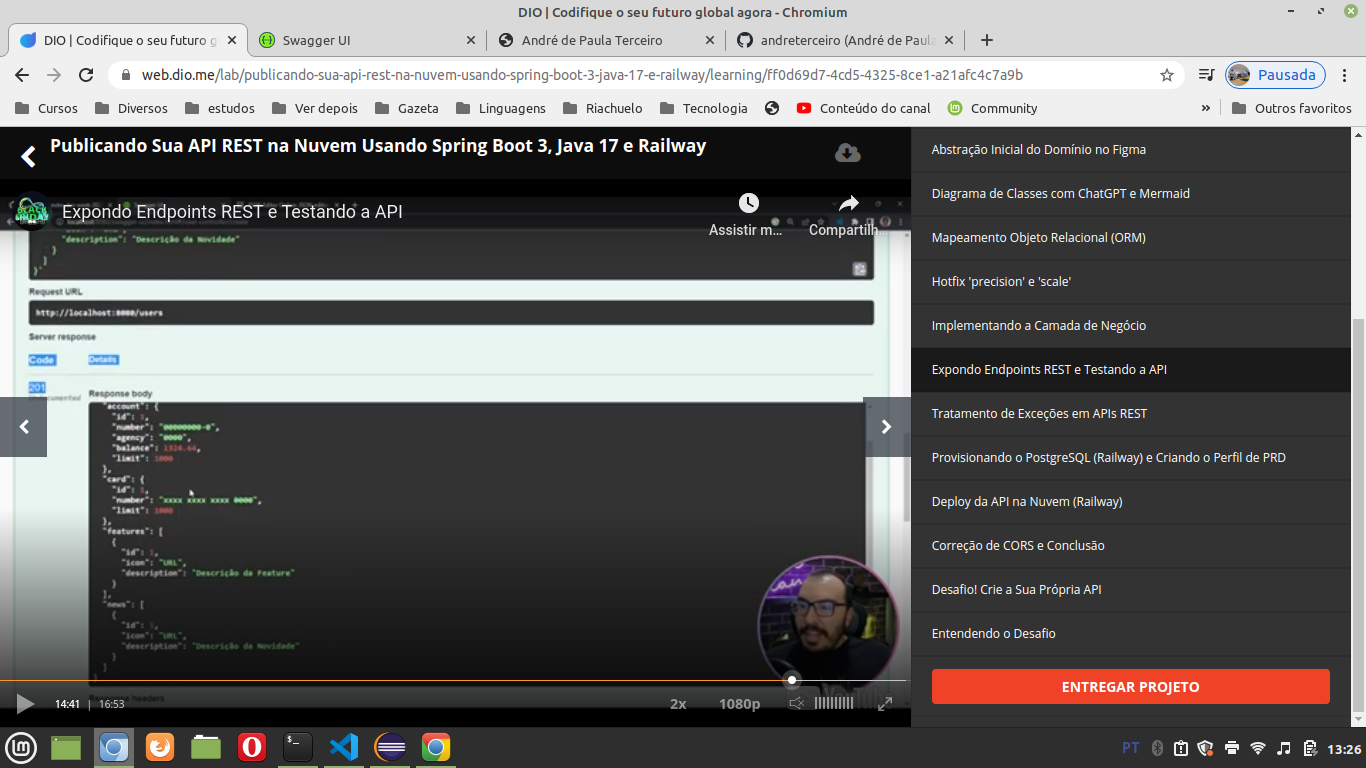 DIO | Codifique o seu futuro global agora - Chromium
DIO | Codifique o seu futuro g
Swagger UI
André de Paula Terceiro
andreterceiro (André de Paula
web.dio.me/lab/publicando-sua-api-rest-na-nuvem-usando-spring-boot-3-java-17-e-railway/learning/ff0d69d7-4cd5-4325-8ce1-a21afc4c7a9b
Pausada
Cursos
Diversos
estudos
Ver depois
Gazeta
Linguagens
Riachuelo
Tecnologia
Conteúdo do canal
Community
»
Outros favoritos
Publicando Sua API REST na Nuvem Usando Spring Boot 3, Java 17 e Railway
Expondo Endpoints REST e Testando a API
Assistir m...
Compartilh...
"description": "Descrição da Novidade"
}
]
}'
Request URL
http://localhost:8080/users
Server response
Code Details
201
Undocumented
Response body
"account": {
"id": 1,
"number": "00000000-0",
"agency": "0000",
"balance": 1324.64,
"limit": 1000
},
"card": {
"id": 1,
"number": "xxxx xxxx xxxx 0000",
"limit": 1000
},
"features": [
{
"id": 1,
"icon": "URL",
"description": "Descrição da Feature"
}
],
"news": [
{
"id": 1,
"icon": "URL",
"description": "Descrição da Novidade"
}
]
}
Response headers
14:41 | 16:53
2x
1080p
Abstração Inicial do Domínio no Figma
Diagrama de Classes com ChatGPT e Mermaid
Mapeamento Objeto Relacional (ORM)
Hotfix 'precision' e 'scale'
Implementando a Camada de Negócio
Expondo Endpoints REST e Testando a API
Tratamento de Exceções em APIs REST
Provisionando o PostgreSQL (Railway) e Criando o Perfil de PRD
Deploy da API na Nuvem (Railway)
Correção de CORS e Conclusão
Desafio! Crie a Sua Própria API
Entendendo o Desafio
ENTREGAR PROJETO
PT
13:26